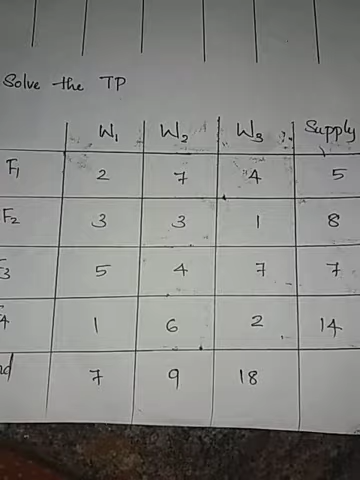 Solve the TP
W1 W2 W3 Supply
F1 2 7 4 5
F2 3 3 1 8
3 5 4 7 7
4 1 6 2 14
nd 7 9 18